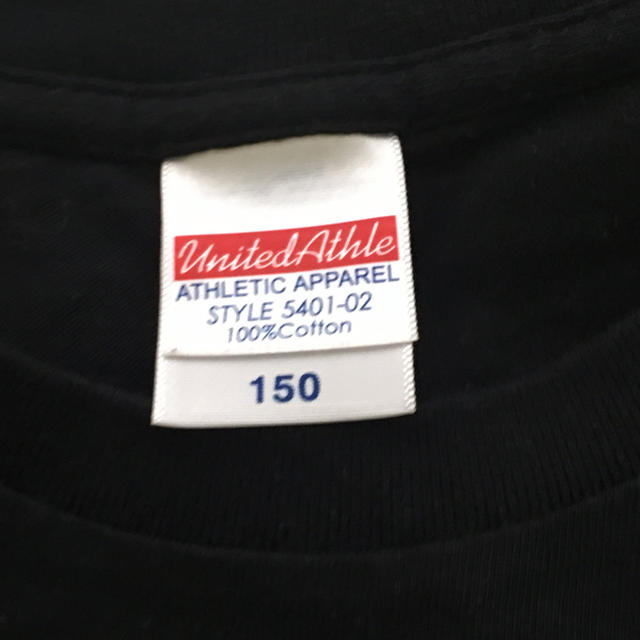 UnitedAthle
ATHLETIC APPAREL
STYLE 5401-02
100%Cotton
150